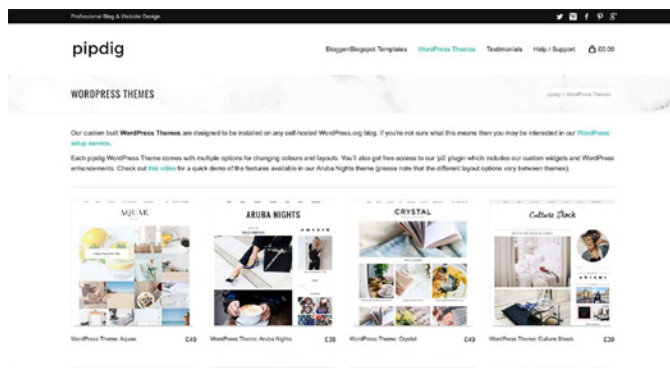 Professional Blog & Website Design
pipdig
Blogger/Blogspot Templates WordPress Themes Testimonials Help / Support £0.00
WORDPRESS THEMES
pipdig > WordPress Themes
Our custom built WordPress Themes are designed to be installed on any self-hosted WordPress.org blog. If you're not sure what this means then you may be interested in our WordPress
setup service.
Each pipdig WordPress Theme comes with multiple options for changing colours and layouts. You'll also get free access to our 'p3' plugin which includes our custom widgets and WordPress
enhancements. Check out this video for a quick demo of the features available in our Aruba Nights theme (please note that the different layout options vary between themes).
AQUAE
ARUBA NIGHTS
CRYSTAL
Culture Shock
WordPress Theme: Aquae £49
WordPress Theme: Aruba Nights £39
WordPress Theme: Crystal £49
WordPress Theme: Culture Shock £39